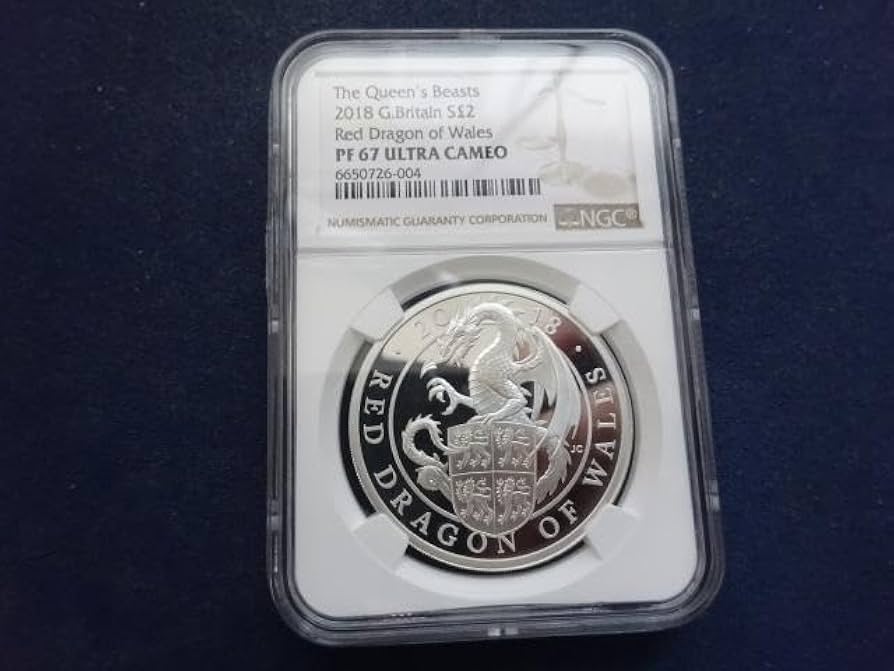 The Queen's Beasts
2018 G.Britain S£2
Red Dragon of Wales
PF 67 ULTRA CAMEO
6650726-004
NUMISMATIC GUARANTY CORPORATION
NGC®
20 18
· RED DRAGON OF WALES ·
JC